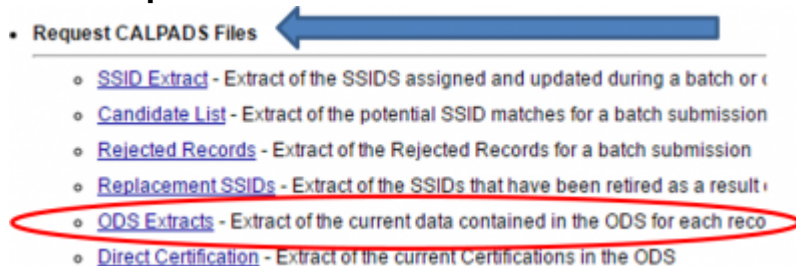 Request CALPADS Files
SSID Extract - Extract of the SSIDS assigned and updated during a batch or
Candidate List - Extract of the potential SSID matches for a batch submission
Rejected Records - Extract of the Rejected Records for a batch submission
Replacement SSIDs - Extract of the SSIDs that have been retired as a result
ODS Extracts - Extract of the current data contained in the ODS for each reco
Direct Certification - Extract of the current Certifications in the ODS